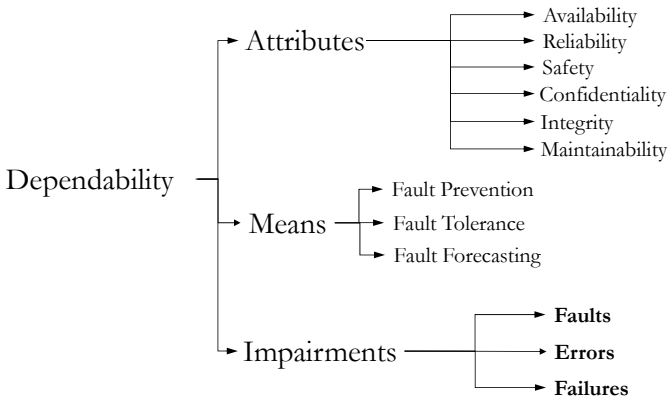 Dependability
Attributes
Availability
Reliability
Safety
Confidentiality
Integrity
Maintainability
Means
Fault Prevention
Fault Tolerance
Fault Forecasting
Impairments
Faults
Errors
Failures